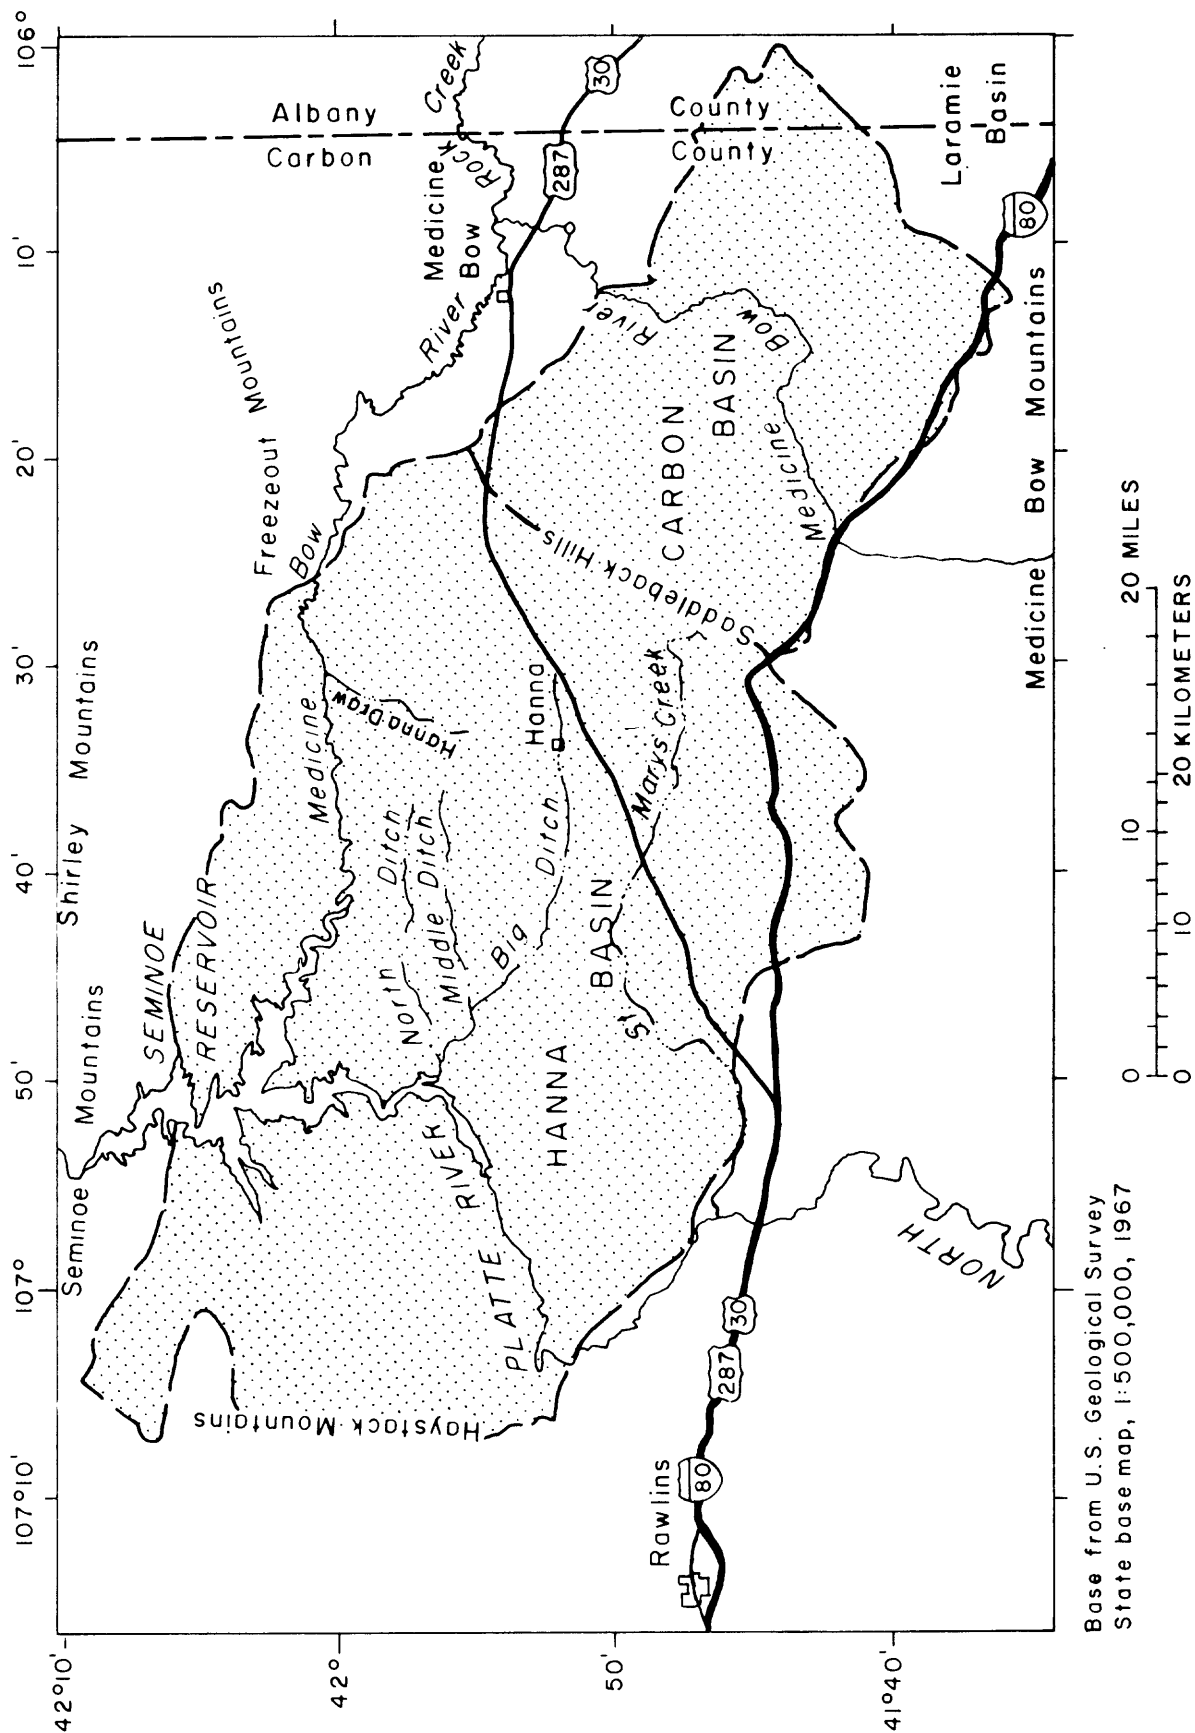 107°10'
107°
50'
40'
30'
20'
10'
106°
42°10'
42°
50'
41°40'
Seminoe
Mountains
Shirley Mountains
Freezeout
Mountains
SEMINOE
RESERVOIR
Medicine
Bow
River
Medicine
Bow
Rock
Creek
Albany
Carbon
County
County
287
30
Haystack Mountains
PLATTE
RIVER
NORTH
North
Ditch
Middle Ditch
Big
Ditch
Hanna Draw
Hanna
HANNA
BASIN
St
Marys Creek
Saddleback Hills
CARBON
BASIN
Medicine
Bow
River
Laramie
Basin
80
Medicine Bow Mountains
Rawlins
80
287
30
Base from U.S. Geological Survey
State base map, 1:500,000, 1967
0 10 20 MILES
0 10 20 KILOMETERS